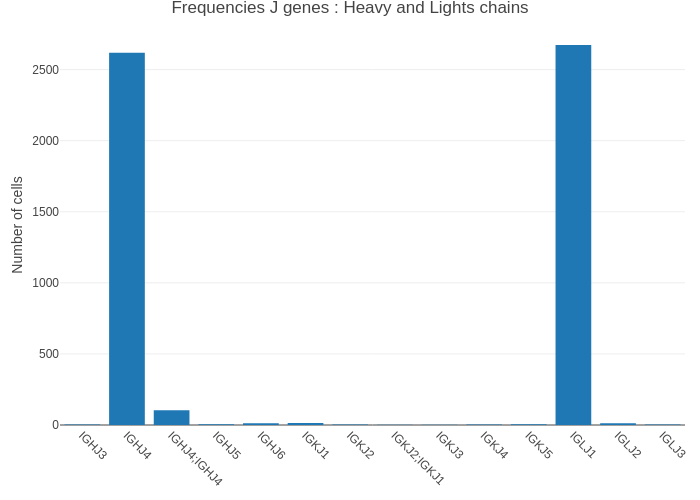 Frequencies J genes : Heavy and Lights chains
Number of cells
2500
2000
1500
1000
500
0
IGHJ3
IGHJ4
IGHJ4;IGHJ4
IGHJ5
IGHJ6
IGKJ1
IGKJ2
IGKJ2;IGKJ1
IGKJ3
IGKJ4
IGKJ5
IGLJ1
IGLJ2
IGLJ3